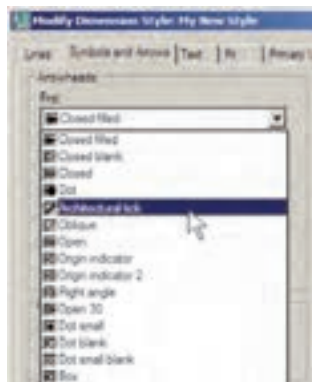 Modify Dimension Style: My New Style
Lines Symbols and Arrows Text Fit Primary
Arrowheads
First:
Closed filled
Closed filled
Closed blank
Closed
Dot
Architectural tick
Oblique
Open
Origin indicator
Origin indicator 2
Right angle
Open 30
Dot small
Dot blank
Dot small blank
Box